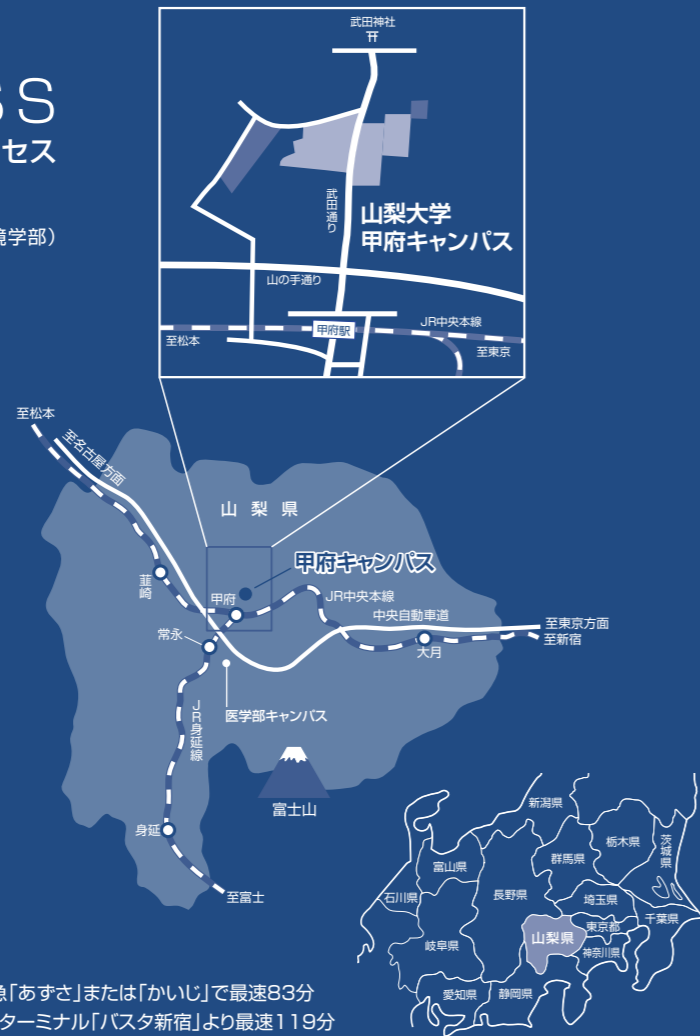 ss
セス
境学部）
武田神社
武田通り
山梨大学
甲府キャンパス
山の手通り
甲府駅
JR中央本線
至松本
至東京
至松本
至名古屋方面
山梨県
甲府キャンパス
韮崎
甲府
JR中央本線
中央自動車道
至東京方面
至新宿
常永
大月
医学部キャンパス
JR身延線
富士山
身延
至富士
新潟県
栃木県
茨城県
群馬県
富山県
長野県
石川県
埼玉県
千葉県
東京都
山梨県
岐阜県
神奈川県
愛知県
静岡県
急「あずさ」または「かいじ」で最速83分
ターミナル「バスタ新宿」より最速119分